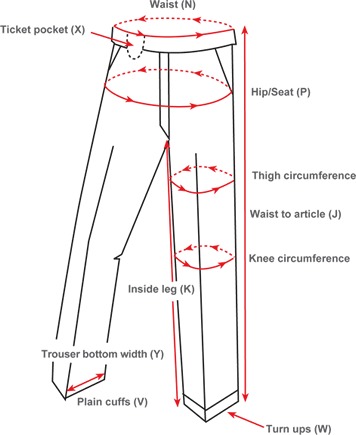 Waist (N)
Ticket pocket (X)
Hip/Seat (P)
Thigh circumference
Waist to article (J)
Knee circumference
Inside leg (K)
Trouser bottom width (Y)
Plain cuffs (V)
Turn ups (W)